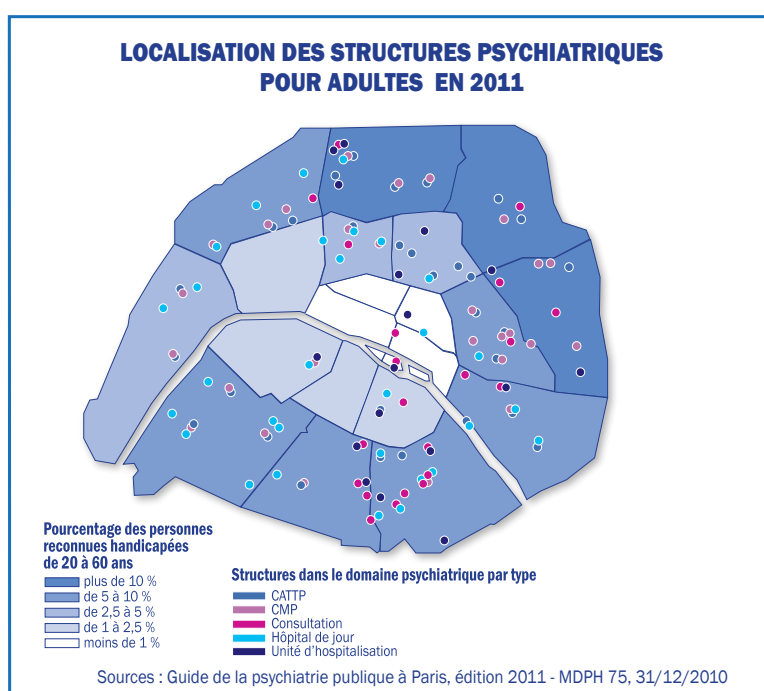 LOCALISATION DES STRUCTURES PSYCHIATRIQUES
POUR ADULTES EN 2011
Pourcentage des personnes
reconnues handicapées
de 20 à 60 ans
plus de 10 %
de 5 à 10 %
de 2,5 à 5 %
de 1 à 2,5 %
moins de 1 %
Structures dans le domaine psychiatrique par type
CATTP
CMP
Consultation
Hôpital de jour
Unité d'hospitalisation
Sources : Guide de la psychiatrie publique à Paris, édition 2011 - MDPH 75, 31/12/2010